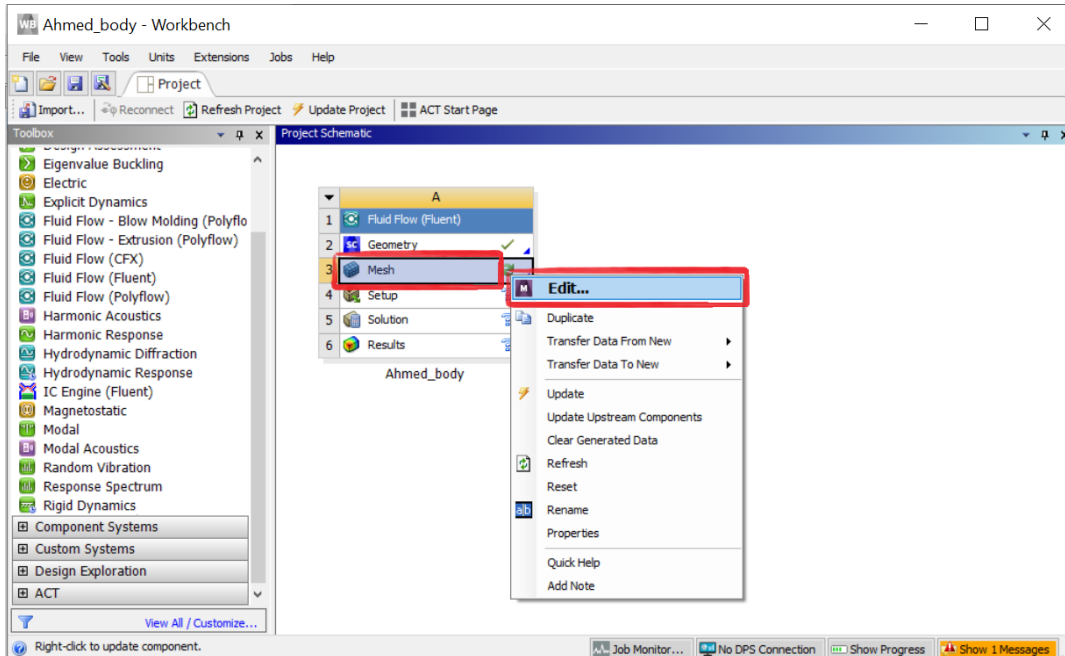 WB Ahmed_body - Workbench
File View Tools Units Extensions Jobs Help
Project
Import... Reconnect Refresh Project Update Project ACT Start Page
Toolbox
Project Schematic
Eigenvalue Buckling
Electric
Explicit Dynamics
Fluid Flow - Blow Molding (Polyflo
Fluid Flow - Extrusion (Polyflow)
Fluid Flow (CFX)
Fluid Flow (Fluent)
Fluid Flow (Polyflow)
Harmonic Acoustics
Harmonic Response
Hydrodynamic Diffraction
Hydrodynamic Response
IC Engine (Fluent)
Magnetostatic
Modal
Modal Acoustics
Random Vibration
Response Spectrum
Rigid Dynamics
Component Systems
Custom Systems
Design Exploration
ACT
View All / Customize...
A
1 Fluid Flow (Fluent)
2 SC Geometry
3 Mesh
4 Setup
5 Solution
6 Results
Ahmed_body
M Edit...
Duplicate
Transfer Data From New
Transfer Data To New
Update
Update Upstream Components
Clear Generated Data
Refresh
Reset
a|b Rename
Properties
Quick Help
Add Note
Right-click to update component.
Job Monitor... No DPS Connection Show Progress Show 1 Messages